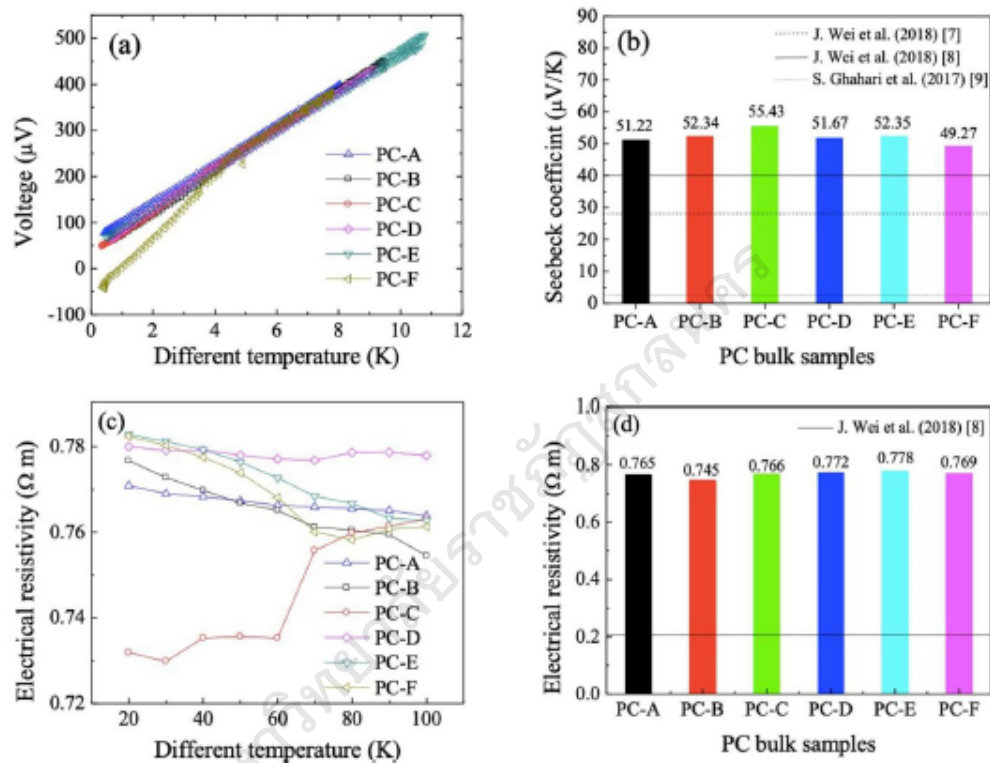 (a)
Voltege (μV)
500
400
300
200
100
0
-100
PC-A
PC-B
PC-C
PC-D
PC-E
PC-F
0 2 4 6 8 10 12
Different temperature (K)
(b)
Seebeck coefficint (μV/K)
90
80
70
60
50
40
30
20
10
0
J. Wei et al. (2018) [7]
J. Wei et al. (2018) [8]
S. Ghahari et al. (2017) [9]
51.22 52.34 55.43 51.67 52.35 49.27
PC-A PC-B PC-C PC-D PC-E PC-F
PC bulk samples
(c)
Electrical resistivity (Ω m)
0.78
0.76
0.74
0.72
PC-A
PC-B
PC-C
PC-D
PC-E
PC-F
20 40 60 80 100
Different temperature (K)
(d)
Electrical resistivity (Ω m)
1.0
0.8
0.6
0.4
0.2
0.0
J. Wei et al. (2018) [8]
0.765 0.745 0.766 0.772 0.778 0.769
PC-A PC-B PC-C PC-D PC-E PC-F
PC bulk samples